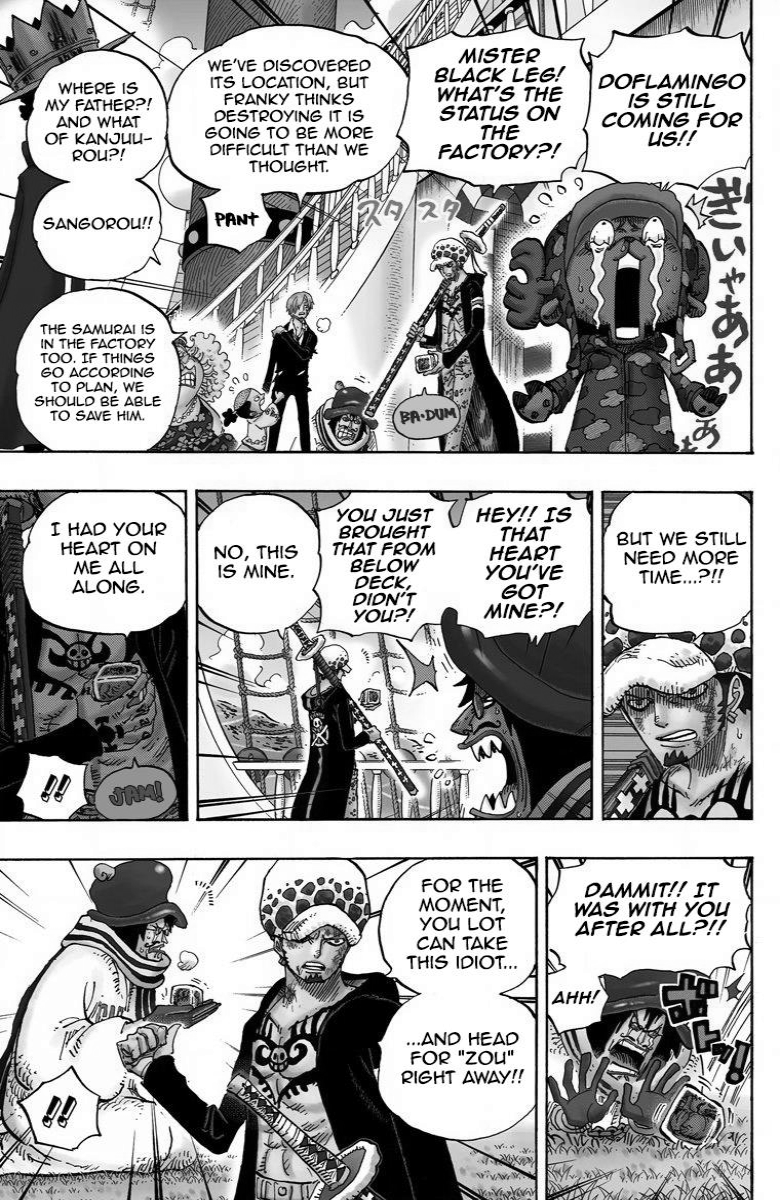 DOFLAMINGO
IS STILL
COMING FOR
US!!
MISTER
BLACK LEG!
WHAT'S THE
STATUS ON
THE
FACTORY?!
WE'VE DISCOVERED
ITS LOCATION, BUT
FRANKY THINKS
DESTROYING IT IS
GOING TO BE MORE
DIFFICULT THAN WE
THOUGHT.
PANT
WHERE IS
MY FATHER?!
AND WHAT
OF KANJUU-
ROU?!
SANGOROU!!
THE SAMURAI IS
IN THE FACTORY
TOO. IF THINGS
GO ACCORDING
TO PLAN, WE
SHOULD BE ABLE
TO SAVE HIM.
ぎぃやああぁ
スタスタ
BA-DUM
BUT WE STILL
NEED MORE
TIME...?!!
HEY!! IS
THAT
HEART
YOU'VE
GOT
MINE?!
YOU JUST
BROUGHT
THAT FROM
BELOW
DECK,
DIDN'T
YOU?!
NO, THIS
IS MINE.
I HAD YOUR
HEART ON
ME ALL
ALONG.
!!
JAM!
DAMMIT!! IT
WAS WITH YOU
AFTER ALL?!!
AHH!
FOR THE
MOMENT,
YOU LOT
CAN TAKE
THIS IDIOT...
...AND HEAD
FOR "ZOU"
RIGHT AWAY!!
!!